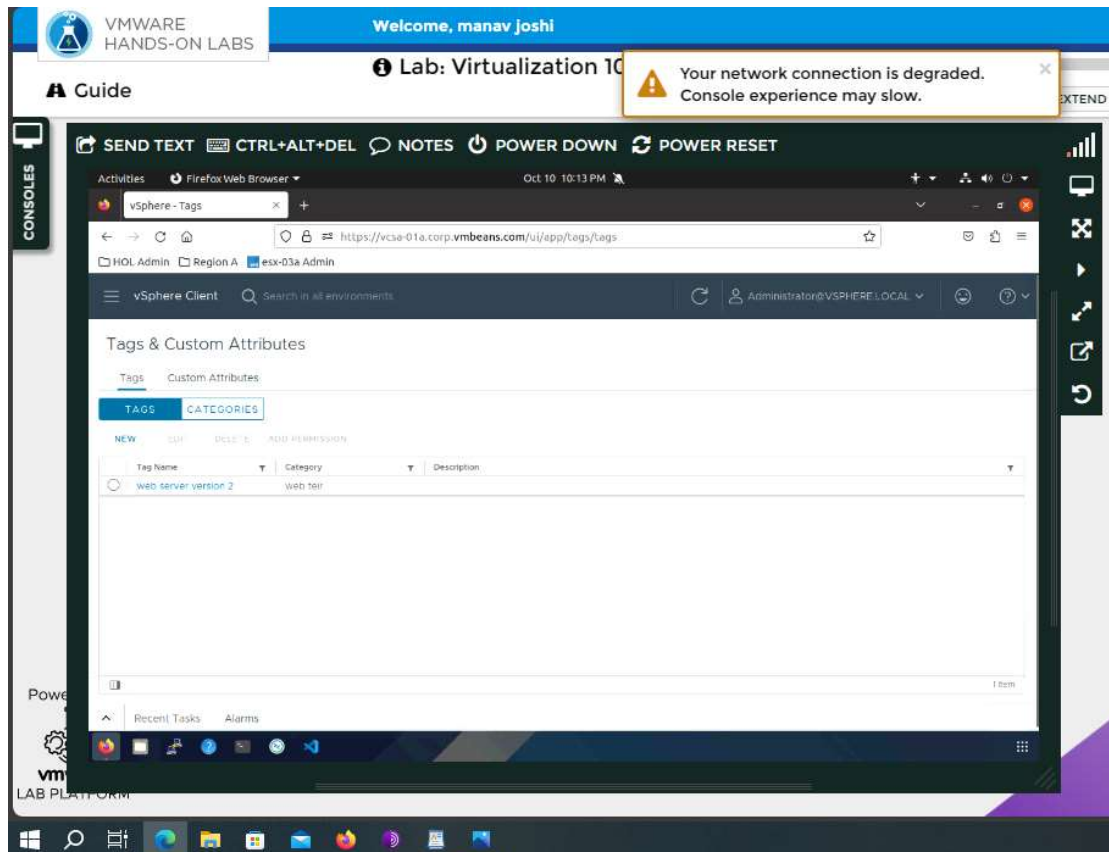 VMWARE
HANDS-ON LABS
Welcome, manav joshi
Guide
Lab: Virtualization 10
Your network connection is degraded.
Console experience may slow.
EXTEND
CONSOLES
SEND TEXT CTRL+ALT+DEL NOTES POWER DOWN POWER RESET
Activities Firefox Web Browser Oct 10 10:13 PM
vSphere - Tags
https://vcsa-01a.corp.vmbeans.com/ui/app/tags/tags
HOL Admin Region A esx-03a Admin
vSphere Client Search in all environments Administrator@VSPHERE.LOCAL
Tags & Custom Attributes
Tags Custom Attributes
TAGS CATEGORIES
NEW EDIT DELETE ADD PERMISSION
Tag Name Category Description
web server version 2 web teir
1 item
Recent Tasks Alarms
Powe
vm
LAB PLATFORM